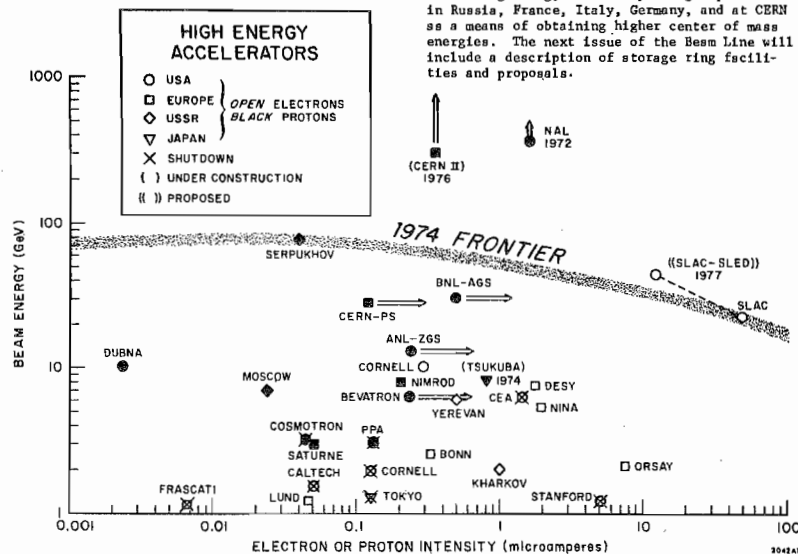 in Russia, France, Italy, Germany, and at CERN
as a means of obtaining higher center of mass
energies. The next issue of the Beam Line will
include a description of storage ring facili-
ties and proposals.
HIGH ENERGY
ACCELERATORS
USA
EUROPE
USSR
JAPAN
OPEN ELECTRONS
BLACK PROTONS
SHUTDOWN
( ) UNDER CONSTRUCTION
(( )) PROPOSED
1000
100
10
1
BEAM ENERGY (GeV)
(CERN II)
1976
NAL
1972
1974 FRONTIER
SERPUKHOV
((SLAC-SLED))
1977
SLAC
BNL-AGS
CERN-PS
ANL-ZGS
DUBNA
CORNELL
(TSUKUBA)
1974
MOSCOW
NIMROD
DESY
BEVATRON
CEA
YEREVAN
NINA
COSMOTRON
PPA
SATURNE
BONN
CALTECH
CORNELL
KHARKOV
ORSAY
FRASCATI
LUND
TOKYO
STANFORD
0.001
0.01
0.1
1
10
100
ELECTRON OR PROTON INTENSITY (microamperes)